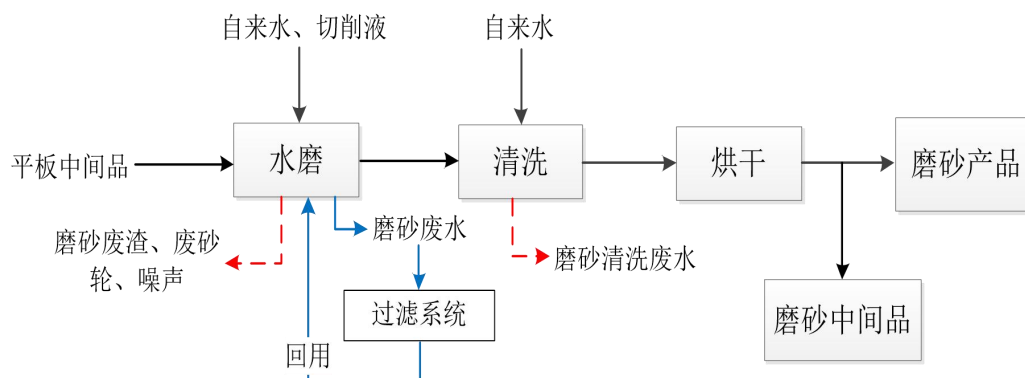 自来水、切削液
自来水
平板中间品
水磨
清洗
烘干
磨砂产品
磨砂废渣、废砂
轮、噪声
磨砂废水
磨砂清洗废水
过滤系统
磨砂中间品
回用